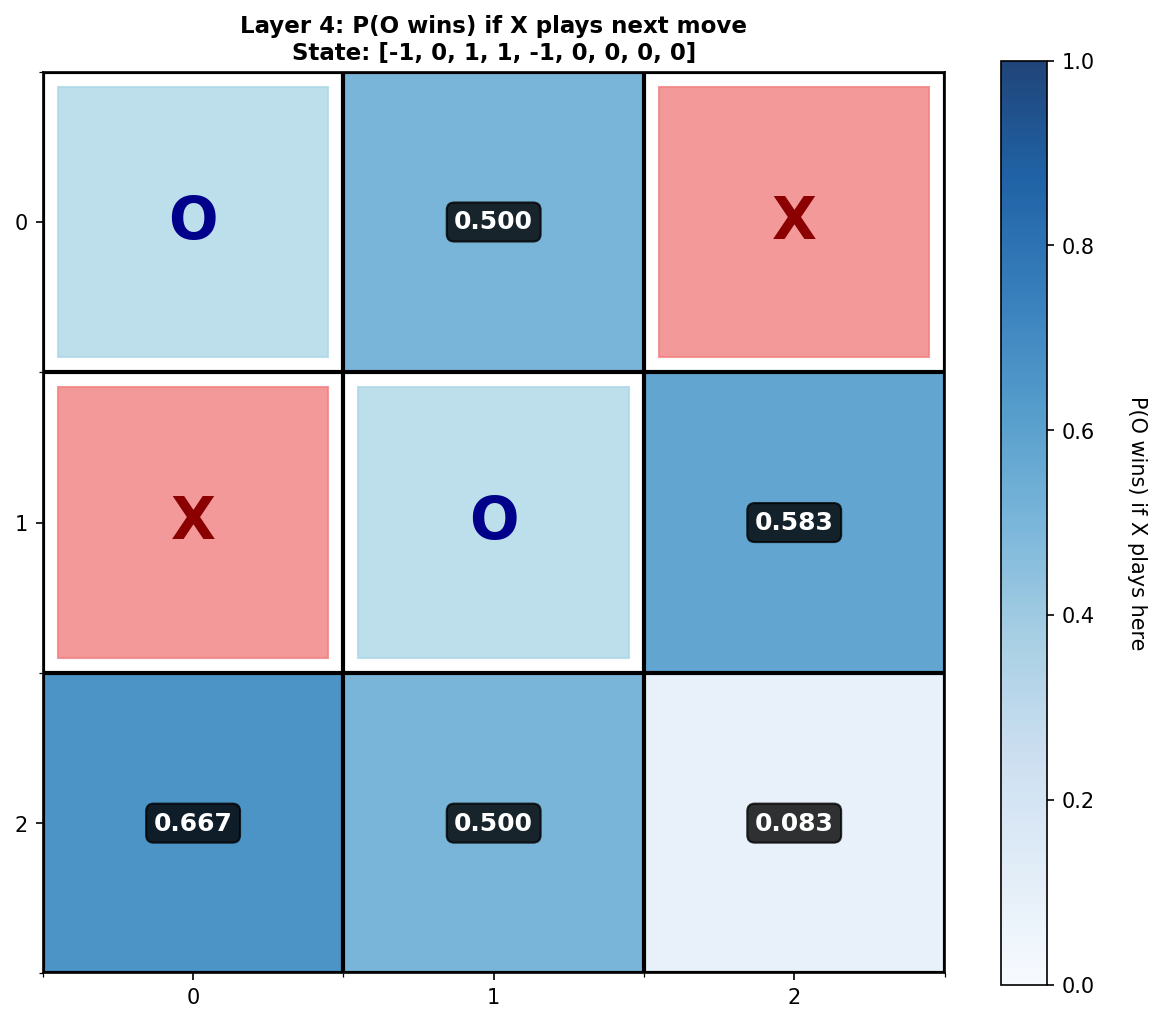 Layer 4: P(O wins) if X plays next move
State: [-1, 0, 1, 1, -1, 0, 0, 0, 0]
0
O
0.500
X
1
X
O
0.583
2
0.667
0.500
0.083
0
1
2
1.0
0.8
0.6
0.4
0.2
0.0
P(O wins) if X plays here